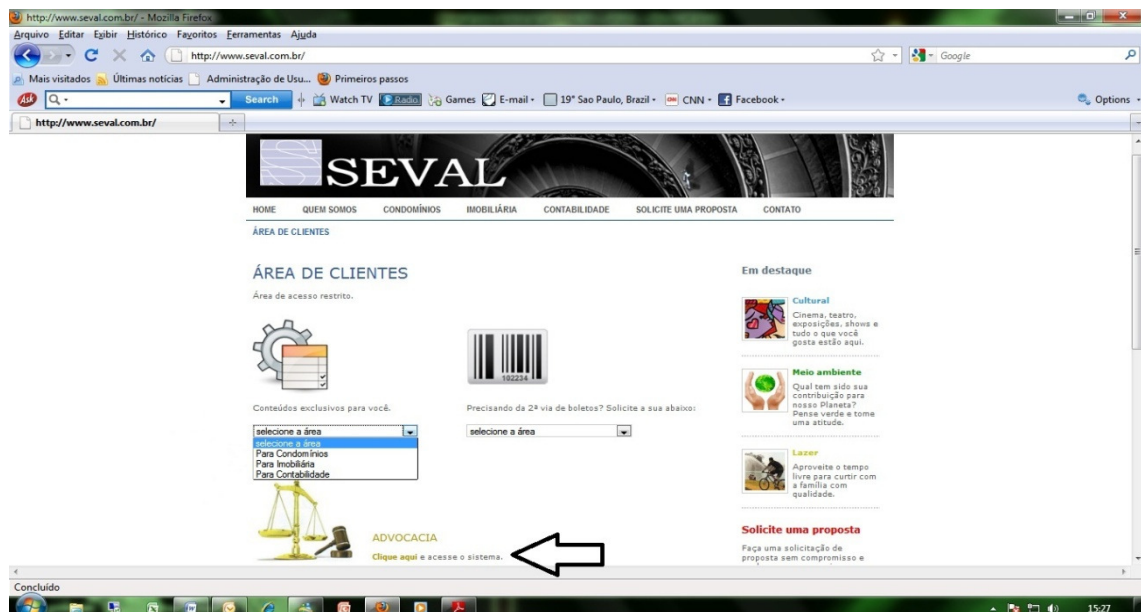 http://www.seval.com.br/ - Mozilla Firefox
Arquivo Editar Exibir Histórico Favoritos Ferramentas Ajuda
http://www.seval.com.br/
Google
Mais visitados Últimas notícias Administração de Usu... Primeiros passos
Ask Search Watch TV Radio Games E-mail 19° Sao Paulo, Brazil CNN Facebook Options
http://www.seval.com.br/
SEVAL
HOME QUEM SOMOS CONDOMÍNIOS IMOBILIÁRIA CONTABILIDADE SOLICITE UMA PROPOSTA CONTATO
ÁREA DE CLIENTES
ÁREA DE CLIENTES
Área de acesso restrito.
102234
Conteúdos exclusivos para você.
selecione a área
selecione a área
Para Condomínios
Para Imobiliária
Para Contabilidade
Precisando da 2ª via de boletos? Solicite a sua abaixo:
selecione a área
ADVOCACIA
Clique aqui e acesse o sistema.
Em destaque
Cultural
Cinema, teatro,
exposições, shows e
tudo o que você
gosta estão aqui.
Meio ambiente
Qual tem sido sua
contribuição para
nosso Planeta?
Pense verde e tome
uma atitude.
Lazer
Aproveite o tempo
livre para curtir com
a família com
qualidade.
Solicite uma proposta
Faça uma solicitação de
proposta sem compromisso e
Concluído
15:27